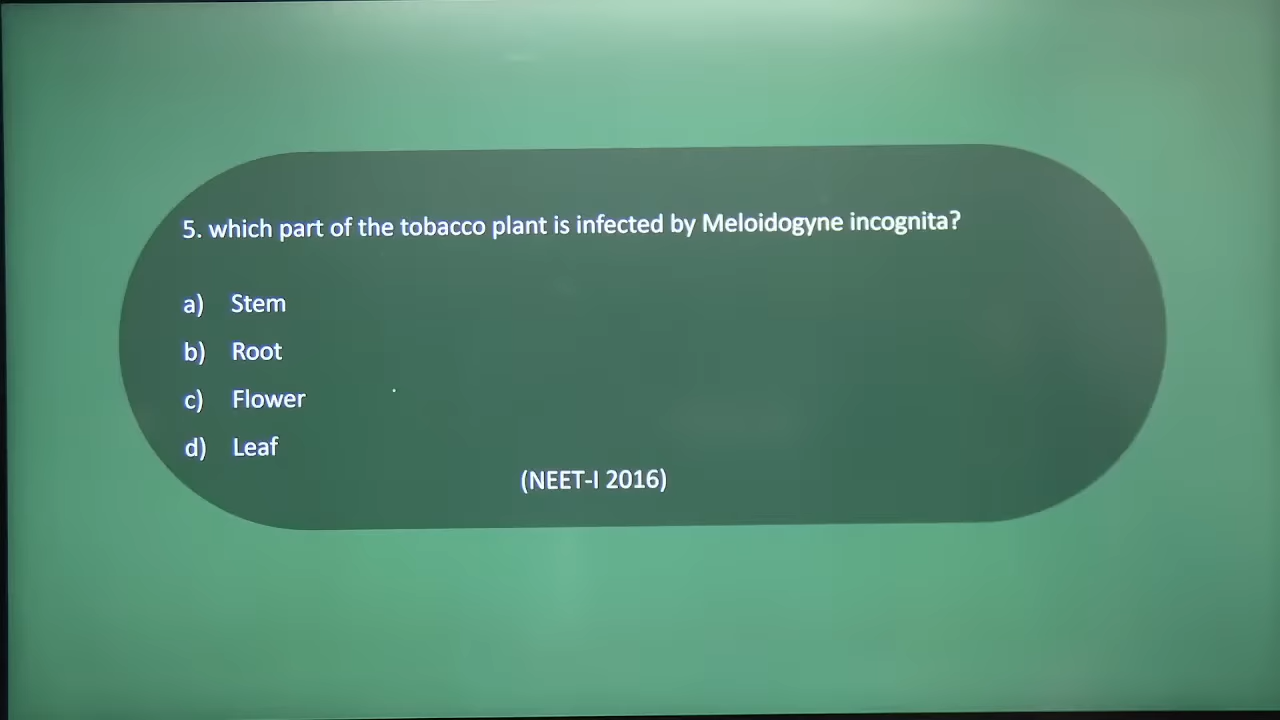 5. which part of the tobacco plant is infected by Meloidogyne incognita?
a) Stem
b) Root
c) Flower
d) Leaf
(NEET-I 2016)